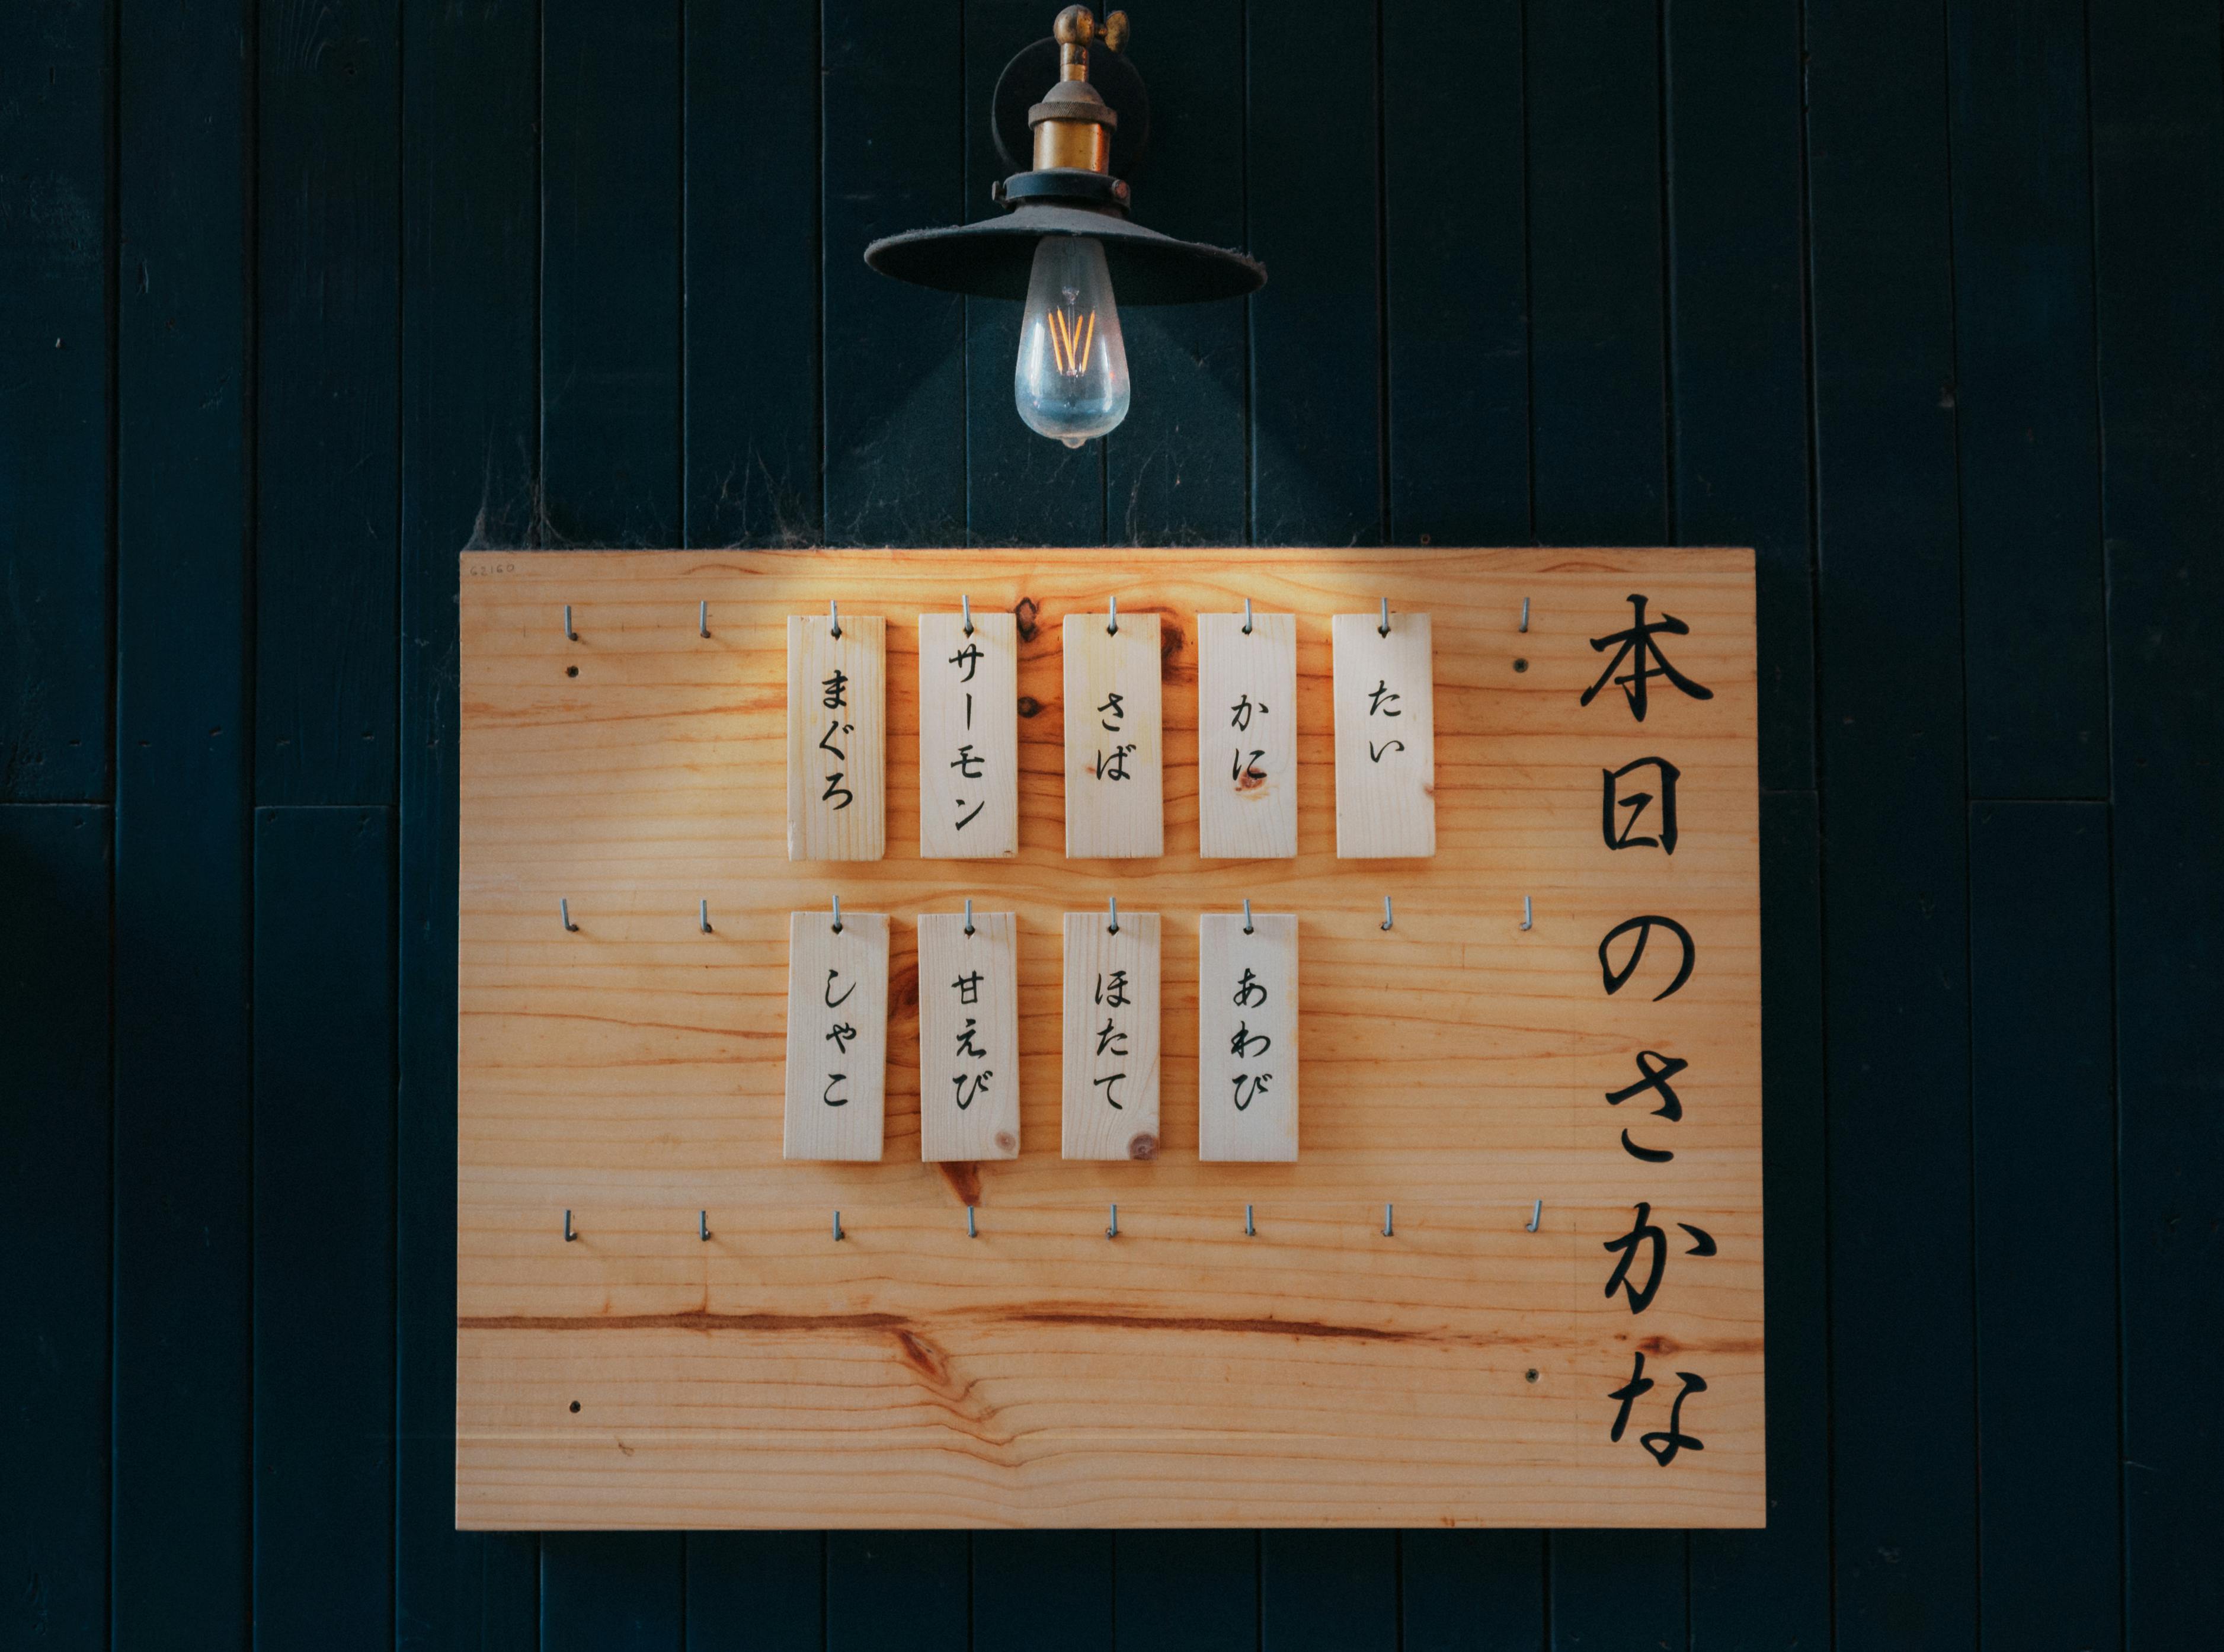 本日のさかな
たい
かに
さば
サーモン
まぐろ
あわび
ほたて
甘えび
しゃこ
62160